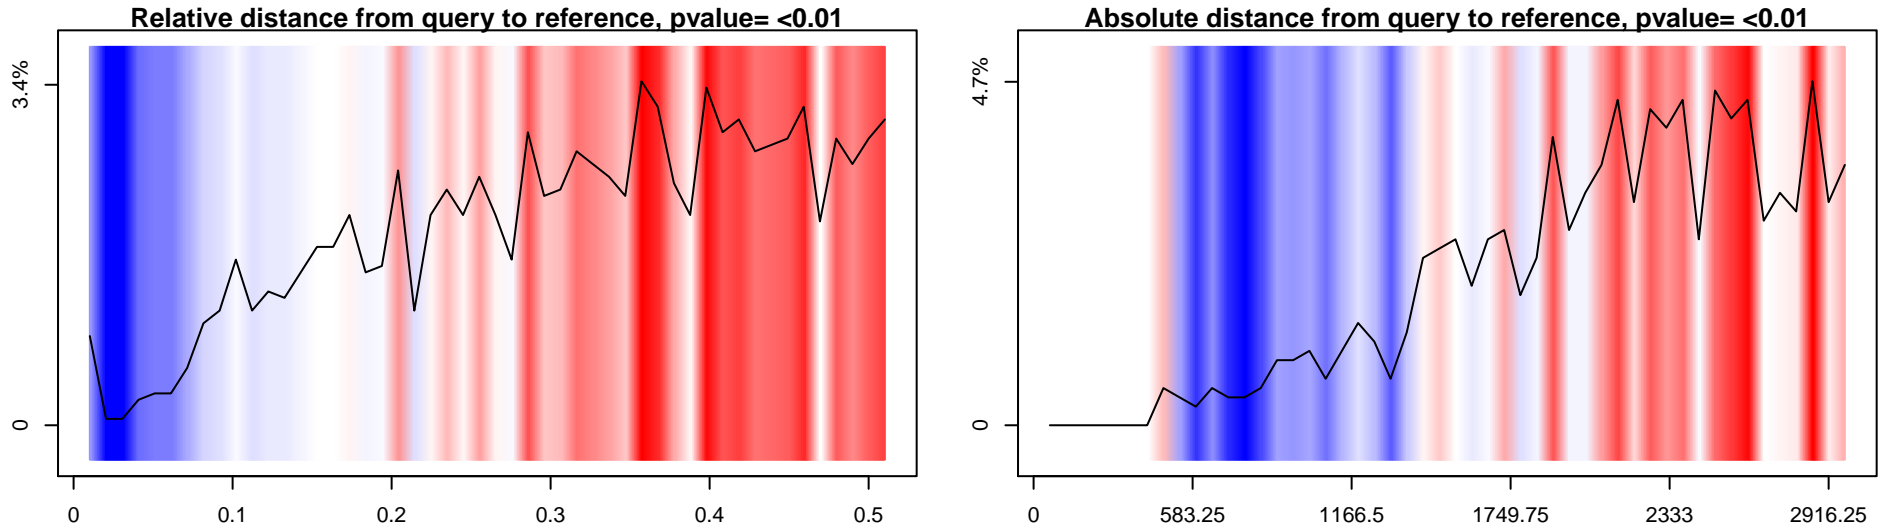 Relative distance from query to reference, pvalue= <0.01
3.4%
0
0 0.1 0.2 0.3 0.4 0.5
Absolute distance from query to reference, pvalue= <0.01
4.7%
0
0 583.25 1166.5 1749.75 2333 2916.25